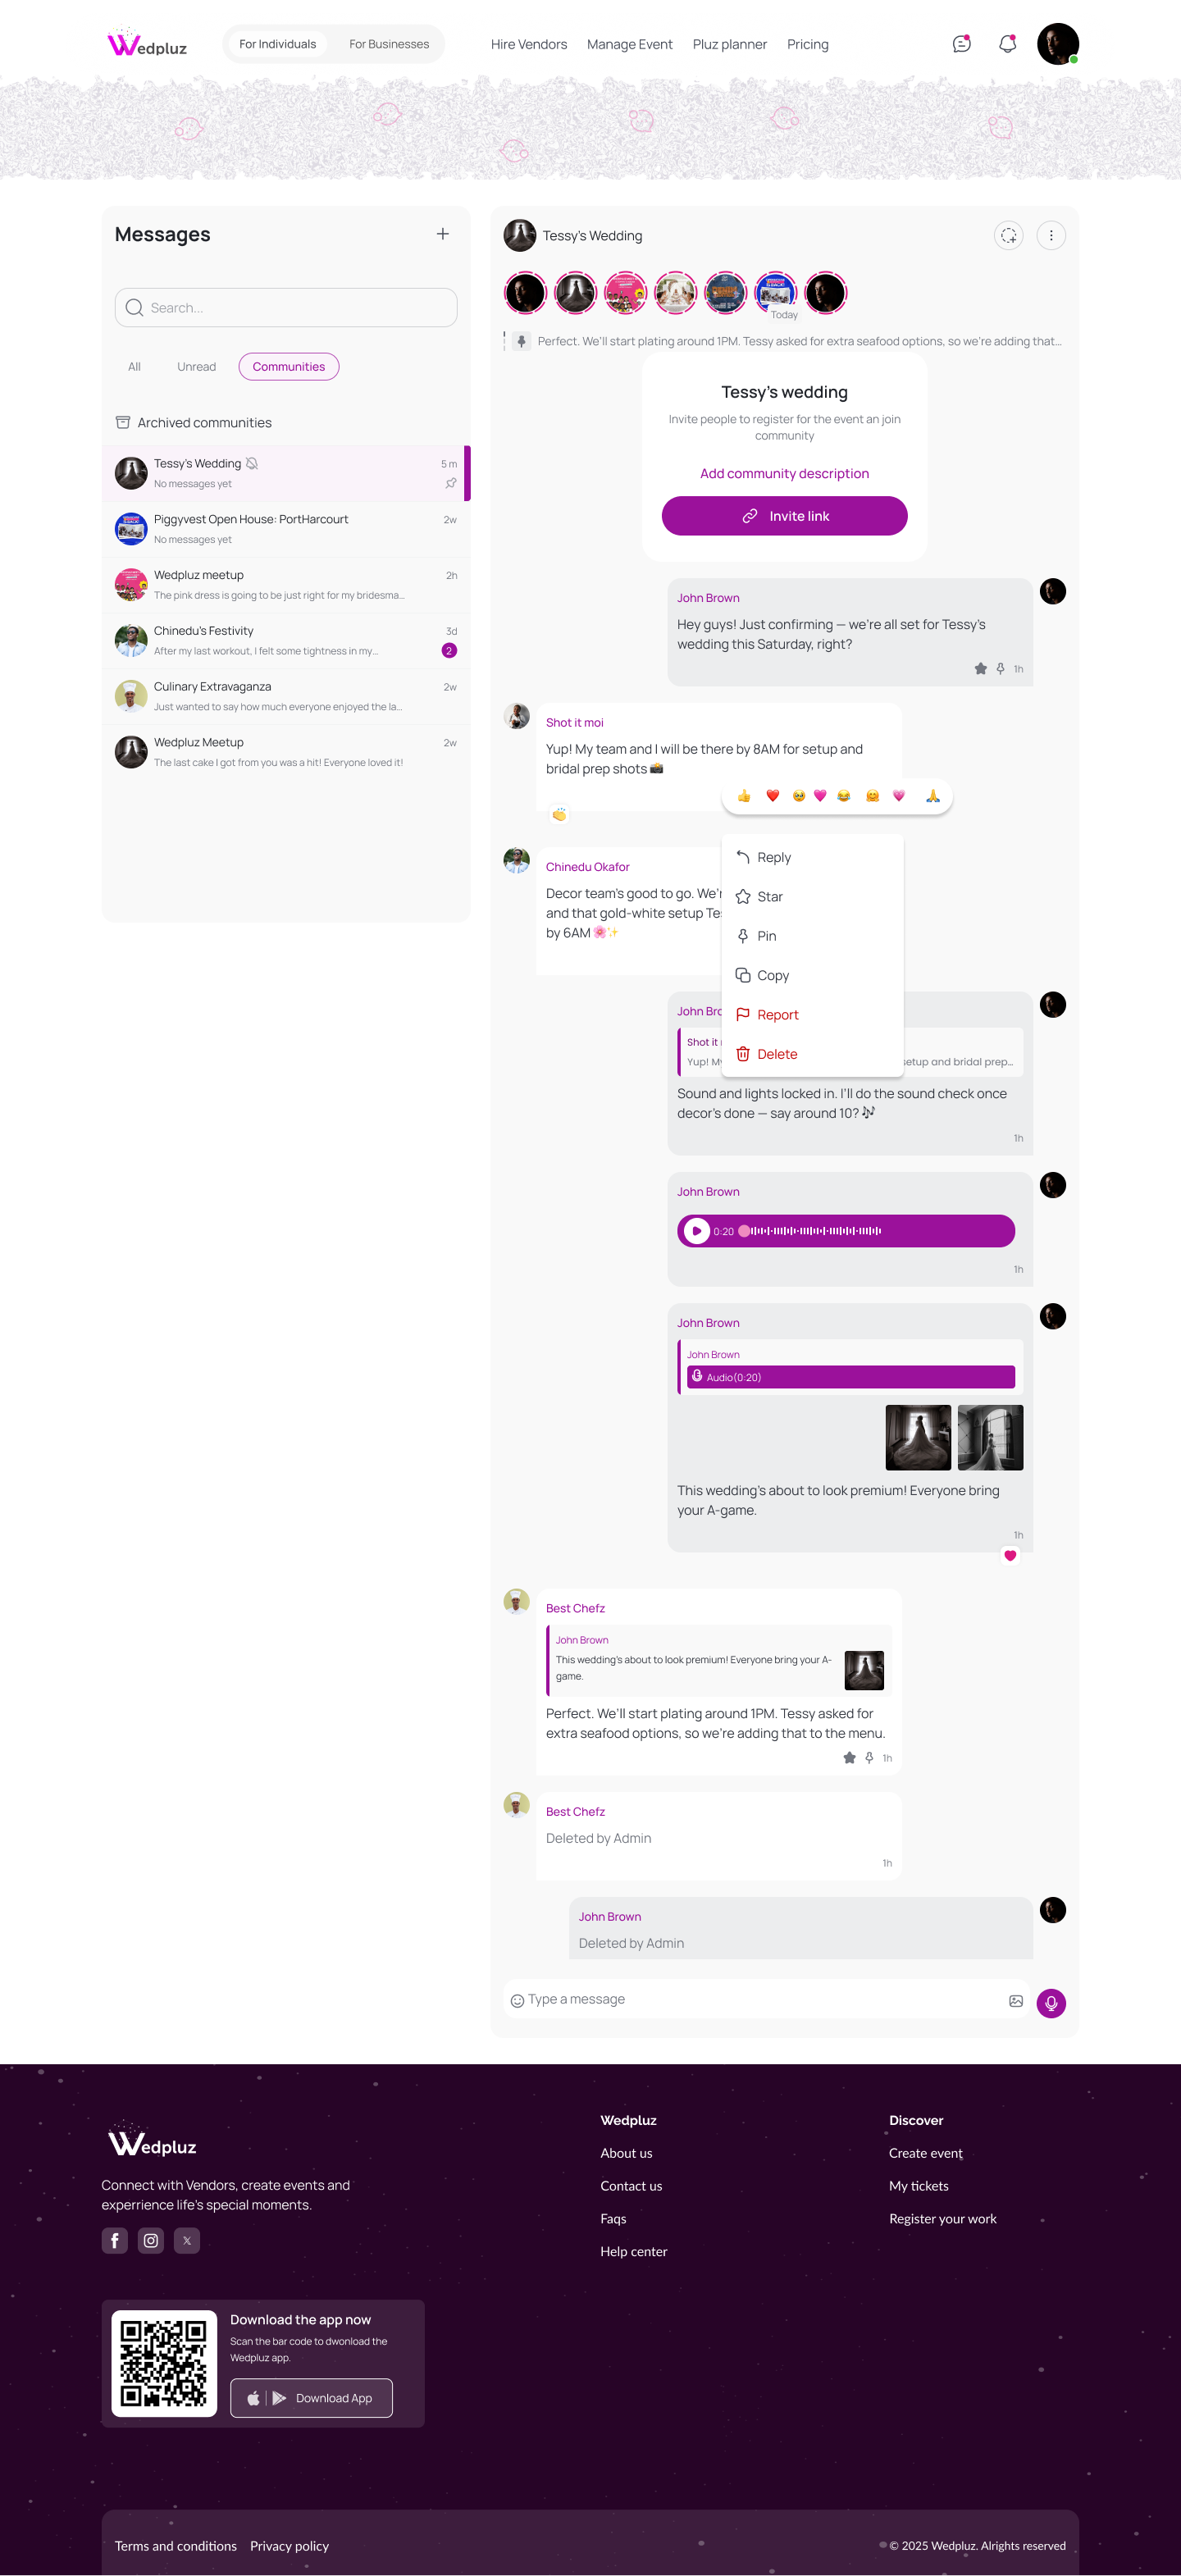 Wedpluz
For Individuals
For Businesses
Hire Vendors
Manage Event
Pluz planner
Pricing
Messages
Search...
All
Unread
Communities
Archived communities
Tessy's Wedding
5 m
No messages yet
Piggyvest Open House: PortHarcourt
2w
No messages yet
Wedpluz meetup
2h
The pink dress is going to be just right for my bridesma...
Chinedu's Festivity
3d
After my last workout, I felt some tightness in my...
2
Culinary Extravaganza
2w
Just wanted to say how much everyone enjoyed the la...
Wedpluz Meetup
2w
The last cake I got from you was a hit! Everyone loved it!
Tessy's Wedding
Today
Perfect. We'll start plating around 1PM. Tessy asked for extra seafood options, so we're adding that...
Tessy's wedding
Invite people to register for the event an join
community
Add community description
Invite link
John Brown
Hey guys! Just confirming — we're all set for Tessy's
wedding this Saturday, right?
1h
Shot it moi
Yup! My team and I will be there by 8AM for setup and
bridal prep shots 📸
👏
👍 ❤️ 🥹 💜 😂 🤗 💗 🙏
Chinedu Okafor
Decor team's good to go. We'r
and that gold-white setup Tes
by 6AM 🌸✨
Reply
Star
Pin
Copy
Report
Delete
John Bro
Shot it
Yup! M
setup and bridal prep...
Sound and lights locked in. I'll do the sound check once
decor's done — say around 10? 🎶
1h
John Brown
0:20
1h
John Brown
John Brown
Audio(0:20)
This wedding's about to look premium! Everyone bring
your A-game.
1h
Best Chefz
John Brown
This wedding's about to look premium! Everyone bring your A-
game.
Perfect. We'll start plating around 1PM. Tessy asked for
extra seafood options, so we're adding that to the menu.
1h
Best Chefz
Deleted by Admin
1h
John Brown
Deleted by Admin
Type a message
Wedpluz
Connect with Vendors, create events and
experrience life's special moments.
Download the app now
Scan the bar code to dwonload the
Wedpluz app.
Download App
Wedpluz
About us
Contact us
Faqs
Help center
Discover
Create event
My tickets
Register your work
Terms and conditions
Privacy policy
© 2025 Wedpluz. Alrights reserved